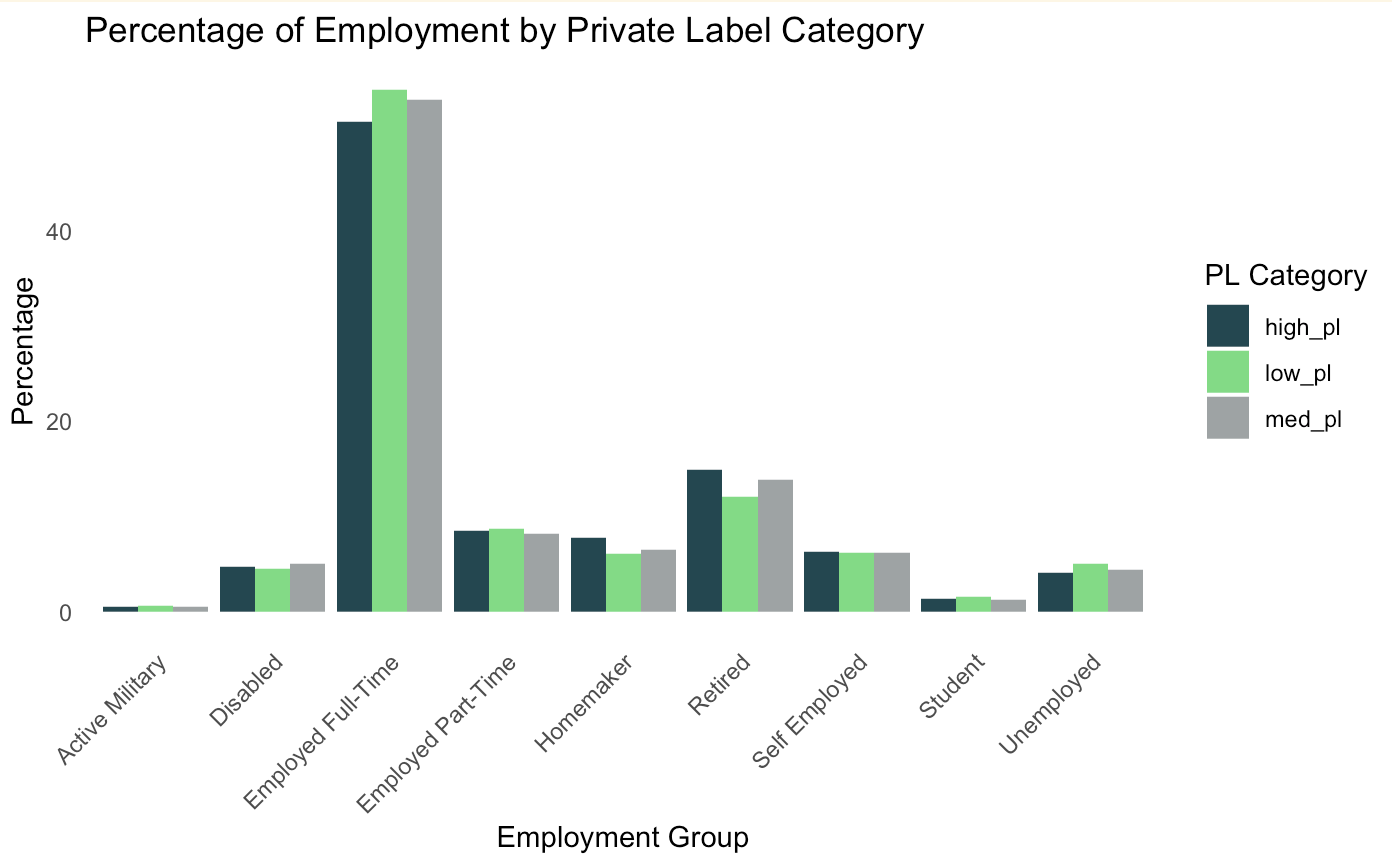 Percentage of Employment by Private Label Category
Percentage
40
20
0
Active Military
Disabled
Employed Full-Time
Employed Part-Time
Homemaker
Retired
Self Employed
Student
Unemployed
Employment Group
PL Category
high_pl
low_pl
med_pl